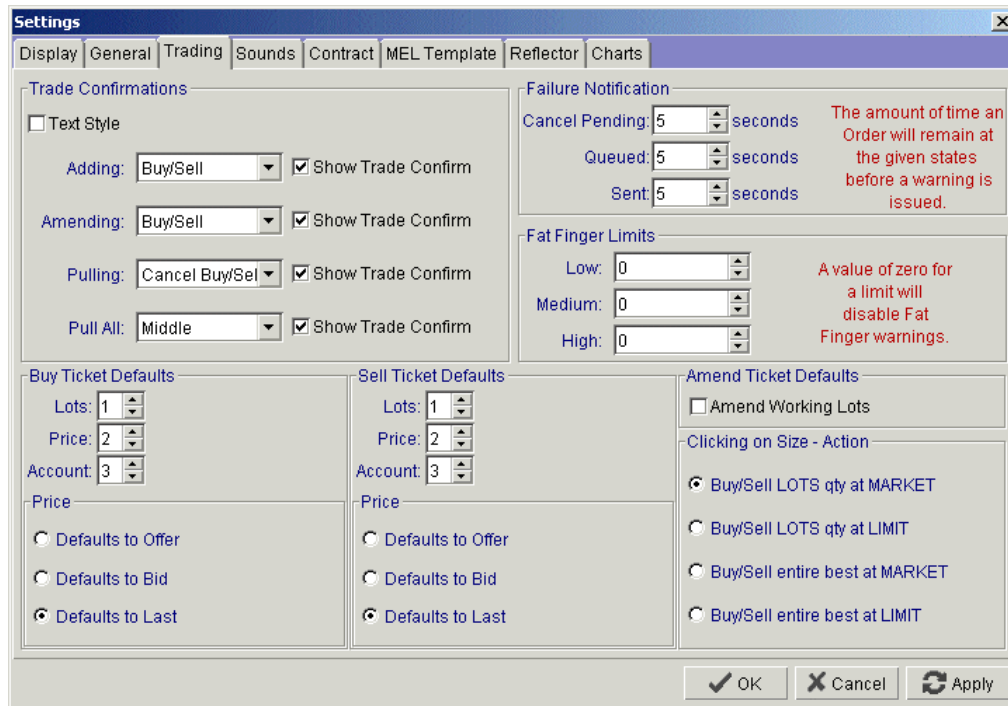 Settings
Display General Trading Sounds Contract MEL Template Reflector Charts
Trade Confirmations
Text Style
Adding: Buy/Sell Show Trade Confirm
Amending: Buy/Sell Show Trade Confirm
Pulling: Cancel Buy/Sel Show Trade Confirm
Pull All: Middle Show Trade Confirm
Failure Notification
Cancel Pending: 5 seconds
Queued: 5 seconds
Sent: 5 seconds
The amount of time an
Order will remain at
the given states
before a warning is
issued.
Fat Finger Limits
Low: 0
Medium: 0
High: 0
A value of zero for
a limit will
disable Fat
Finger warnings.
Buy Ticket Defaults
Lots: 1
Price: 2
Account: 3
Price
Defaults to Offer
Defaults to Bid
Defaults to Last
Sell Ticket Defaults
Lots: 1
Price: 2
Account: 3
Price
Defaults to Offer
Defaults to Bid
Defaults to Last
Amend Ticket Defaults
Amend Working Lots
Clicking on Size - Action
Buy/Sell LOTS qty at MARKET
Buy/Sell LOTS qty at LIMIT
Buy/Sell entire best at MARKET
Buy/Sell entire best at LIMIT
OK Cancel Apply